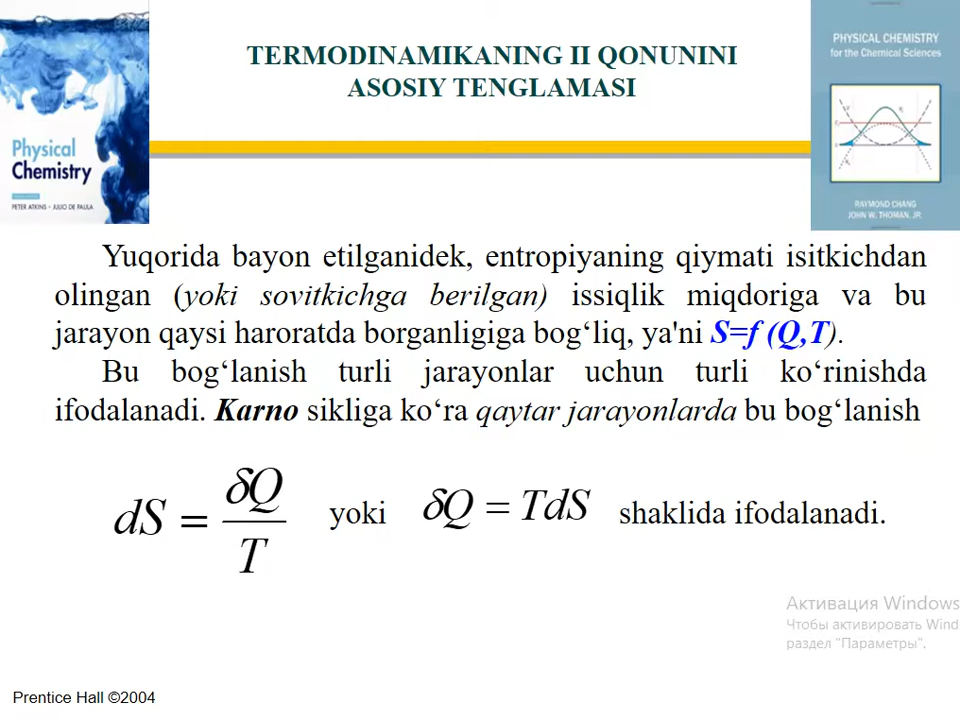 TERMODINAMIKANING II QONUNINI
ASOSIY TENGLAMASI
Physical
Chemistry
PETER ATKINS · JULIO DE PAULA
PHYSICAL CHEMISTRY
for the Chemical Sciences
RAYMOND CHANG
JOHN W. THOMAN, JR.
Yuqorida bayon etilganidek, entropiyaning qiymati isitkichdan
olingan (yoki sovitkichga berilgan) issiqlik miqdoriga va bu
jarayon qaysi haroratda borganligiga bog‘liq, ya'ni S=f (Q,T).
Bu bog‘lanish turli jarayonlar uchun turli ko‘rinishda
ifodalanadi. Karno sikliga ko‘ra qaytar jarayonlarda bu bog‘lanish
dS = δQ / T yoki δQ = TdS shaklida ifodalanadi.
Активация Windows
Чтобы активировать Wind
раздел "Параметры".
Prentice Hall ©2004